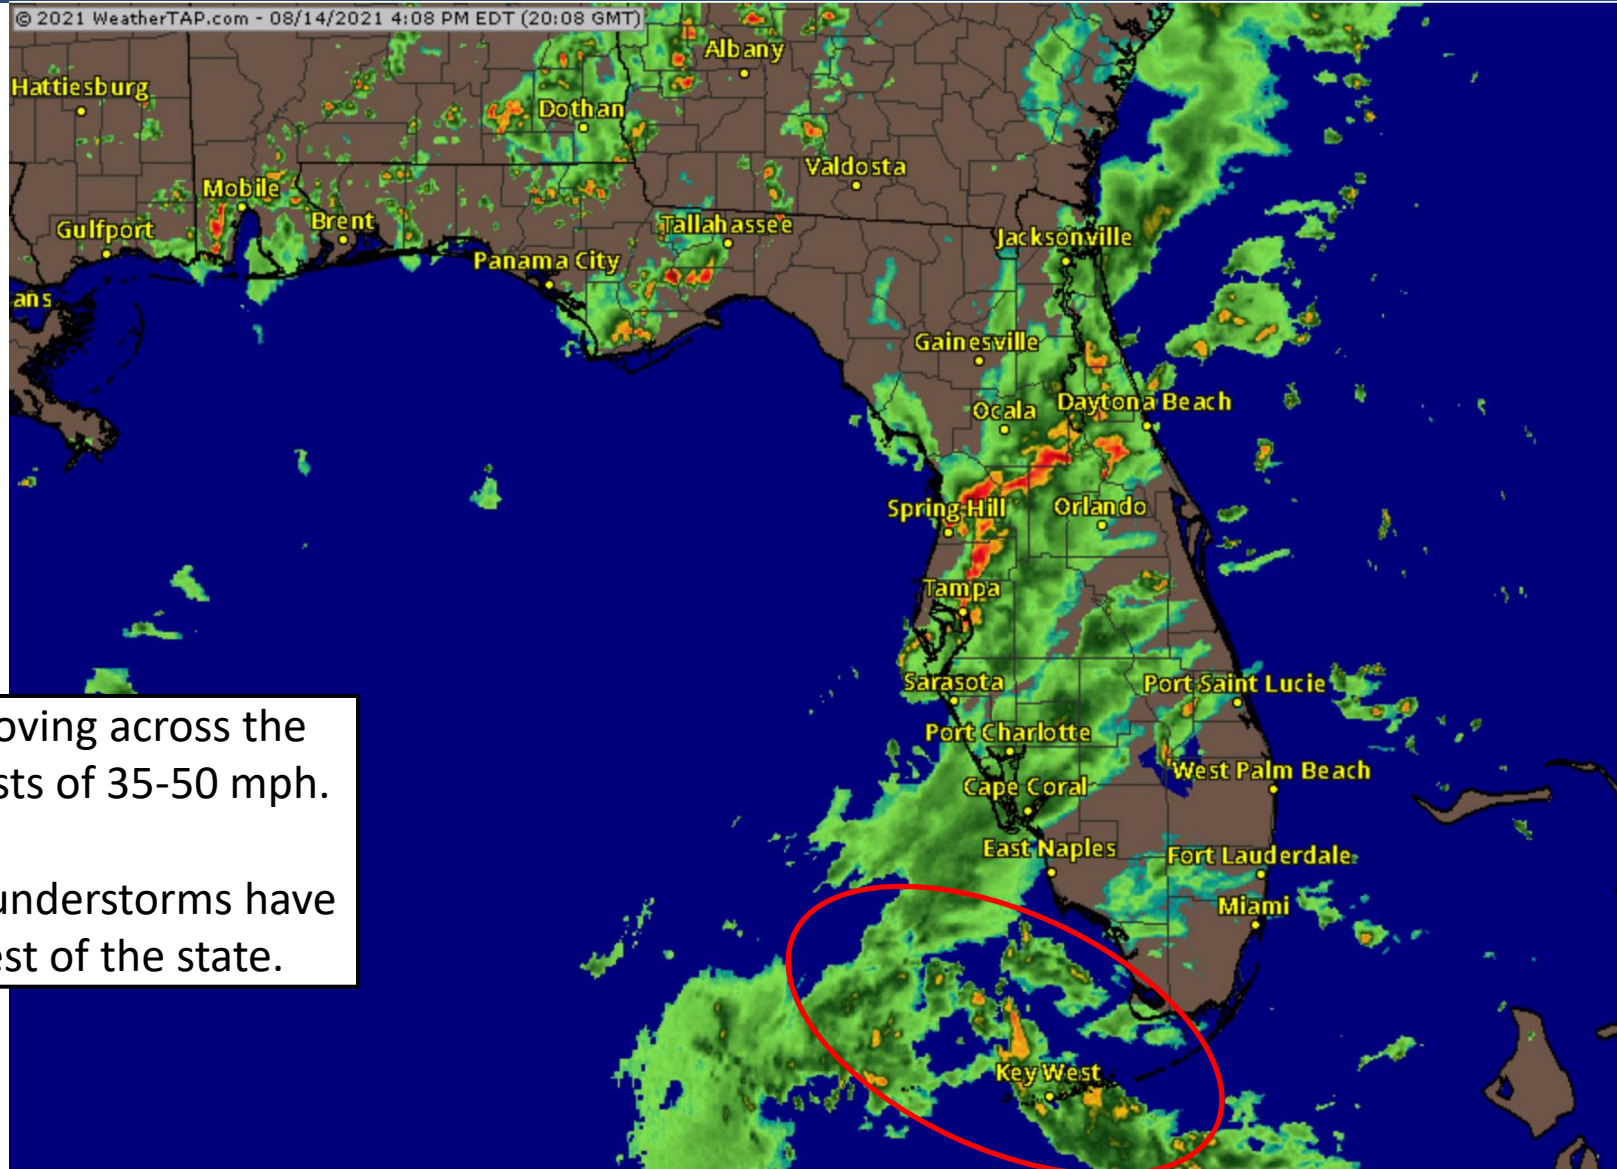 © 2021 WeatherTAP.com - 08/14/2021 4:08 PM EDT (20:08 GMT)
Albany
Hattiesburg
Dothan
Valdosta
Mobile
Brent
Tallahassee
Gulfport
Jacksonville
Panama City
ans
Gainesville
Ocala
Daytona Beach
Spring Hill
Orlando
Tampa
Sarasota
Port Saint Lucie
Port Charlotte
West Palm Beach
Cape Coral
East Naples
Fort Lauderdale
Miami
Key West
oving across the
sts of 35-50 mph.
understorms have
est of the state.